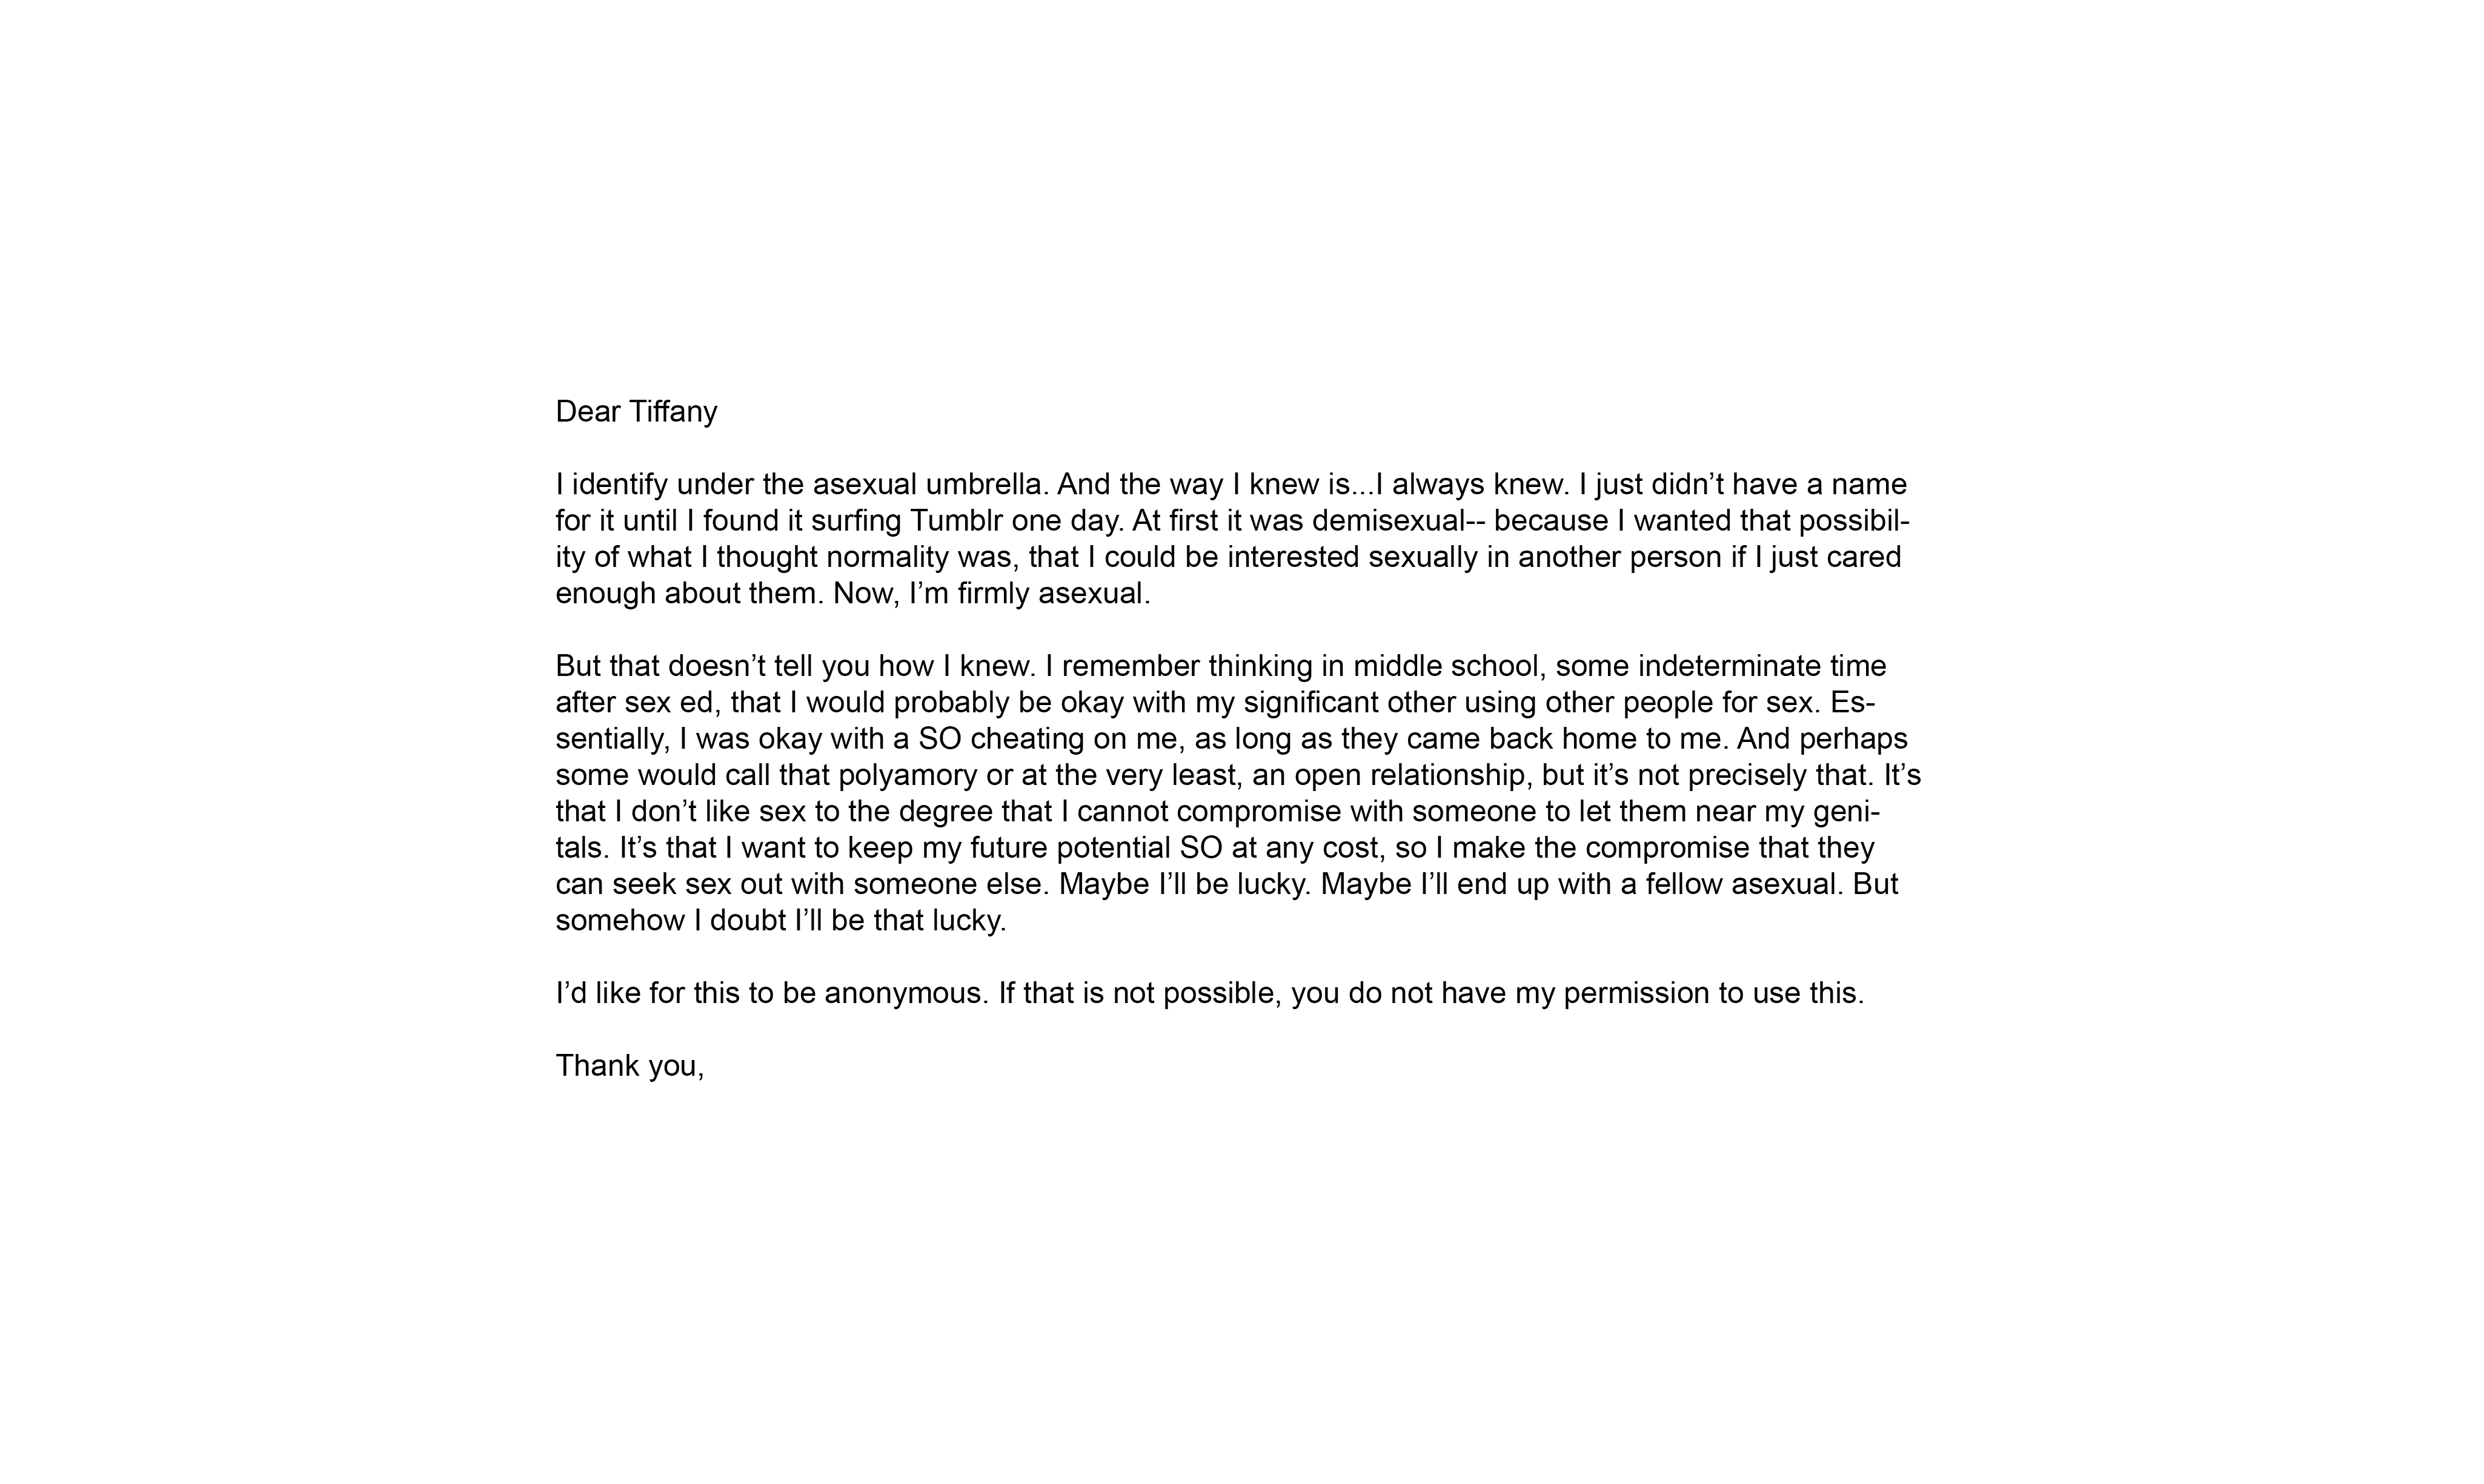 Dear Tiffany
I identify under the asexual umbrella. And the way I knew is...I always knew. I just didn’t have a name
for it until I found it surfing Tumblr one day. At first it was demisexual-- because I wanted that possibil-
ity of what I thought normality was, that I could be interested sexually in another person if I just cared
enough about them. Now, I’m firmly asexual.
But that doesn’t tell you how I knew. I remember thinking in middle school, some indeterminate time
after sex ed, that I would probably be okay with my significant other using other people for sex. Es-
sentially, I was okay with a SO cheating on me, as long as they came back home to me. And perhaps
some would call that polyamory or at the very least, an open relationship, but it’s not precisely that. It’s
that I don’t like sex to the degree that I cannot compromise with someone to let them near my geni-
tals. It’s that I want to keep my future potential SO at any cost, so I make the compromise that they
can seek sex out with someone else. Maybe I’ll be lucky. Maybe I’ll end up with a fellow asexual. But
somehow I doubt I’ll be that lucky.
I’d like for this to be anonymous. If that is not possible, you do not have my permission to use this.
Thank you,